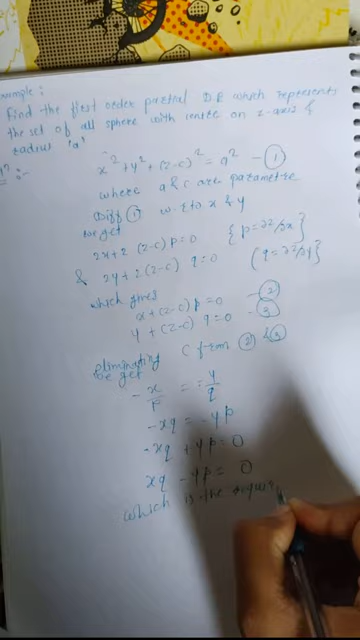 Example :
Find the first order partial D.E which represents
the set of all sphere with centre on z-axis &
radius 'a'
:-
x² + y² + (z-c)² = a² - ①
where a & c are parametre
Diff ① w.r.to x & y
we get
2x + 2 (z-c) p = 0 { p = ∂z/∂x }
& 2y + 2 (z-c) q = 0 ( q = ∂z/∂y }
which gives
x + (z-c) p = 0 - ②
y + (z-c) q = 0 - ③
eliminating C from ② & ③
we get
- x/p = - y/q
-xq = -yp
-xq + yp = 0
xq - yp = 0
which is the requir